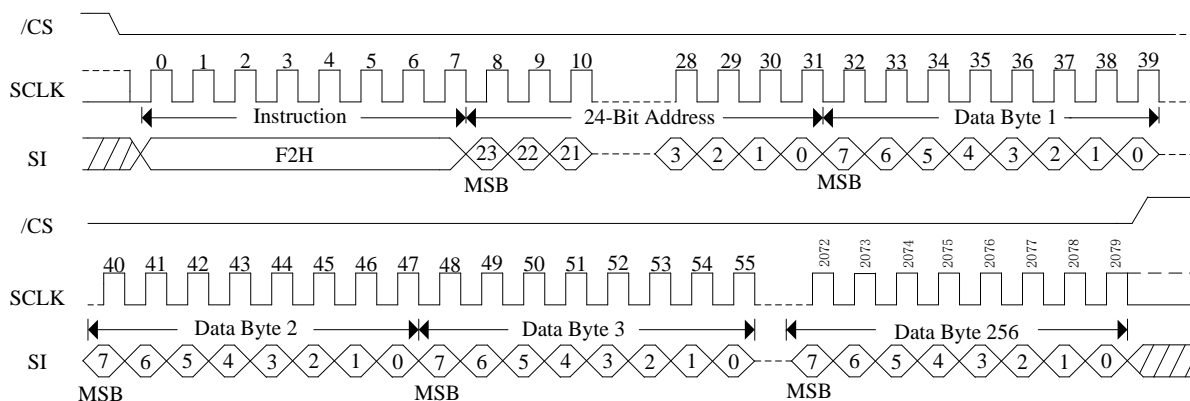 /CS
0 1 2 3 4 5 6 7 8 9 10 28 29 30 31 32 33 34 35 36 37 38 39
SCLK
Instruction 24-Bit Address Data Byte 1
SI F2H 23 22 21 3 2 1 0 7 6 5 4 3 2 1 0
MSB MSB
/CS
40 41 42 43 44 45 46 47 48 49 50 51 52 53 54 55 2072 2073 2074 2075 2076 2077 2078 2079
SCLK
Data Byte 2 Data Byte 3 Data Byte 256
SI 7 6 5 4 3 2 1 0 7 6 5 4 3 2 1 0 7 6 5 4 3 2 1 0
MSB MSB MSB